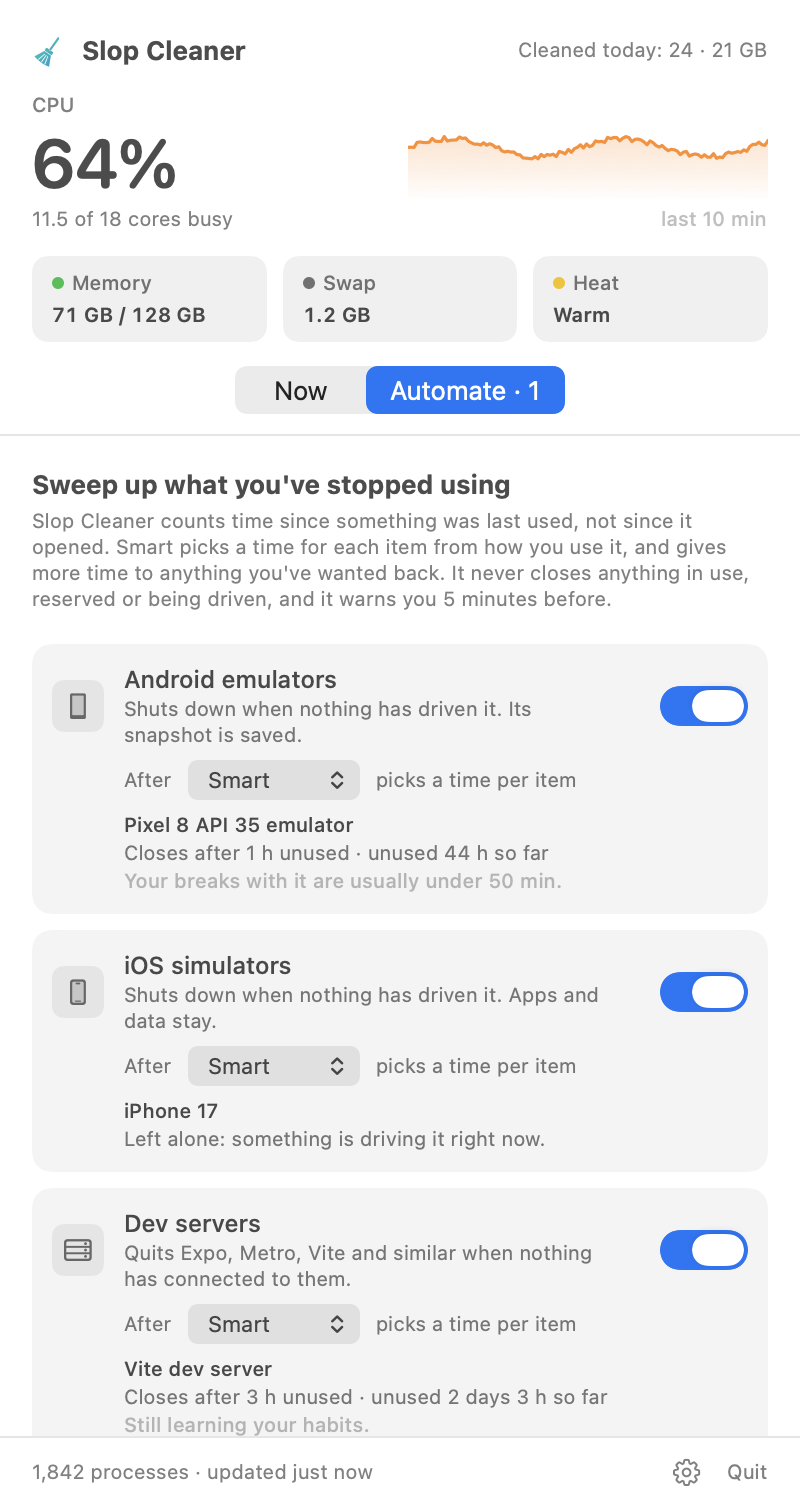 Slop Cleaner
Cleaned today: 24 · 21 GB
CPU
64%
11.5 of 18 cores busy
last 10 min
Memory
71 GB / 128 GB
Swap
1.2 GB
Heat
Warm
Now
Automate · 1
Sweep up what you've stopped using
Slop Cleaner counts time since something was last used, not since it
opened. Smart picks a time for each item from how you use it, and gives
more time to anything you've wanted back. It never closes anything in use,
reserved or being driven, and it warns you 5 minutes before.
Android emulators
Shuts down when nothing has driven it. Its
snapshot is saved.
After Smart picks a time per item
Pixel 8 API 35 emulator
Closes after 1 h unused · unused 44 h so far
Your breaks with it are usually under 50 min.
iOS simulators
Shuts down when nothing has driven it. Apps and
data stay.
After Smart picks a time per item
iPhone 17
Left alone: something is driving it right now.
Dev servers
Quits Expo, Metro, Vite and similar when nothing
has connected to them.
After Smart picks a time per item
Vite dev server
Closes after 3 h unused · unused 2 days 3 h so far
Still learning your habits.
1,842 processes · updated just now
Quit